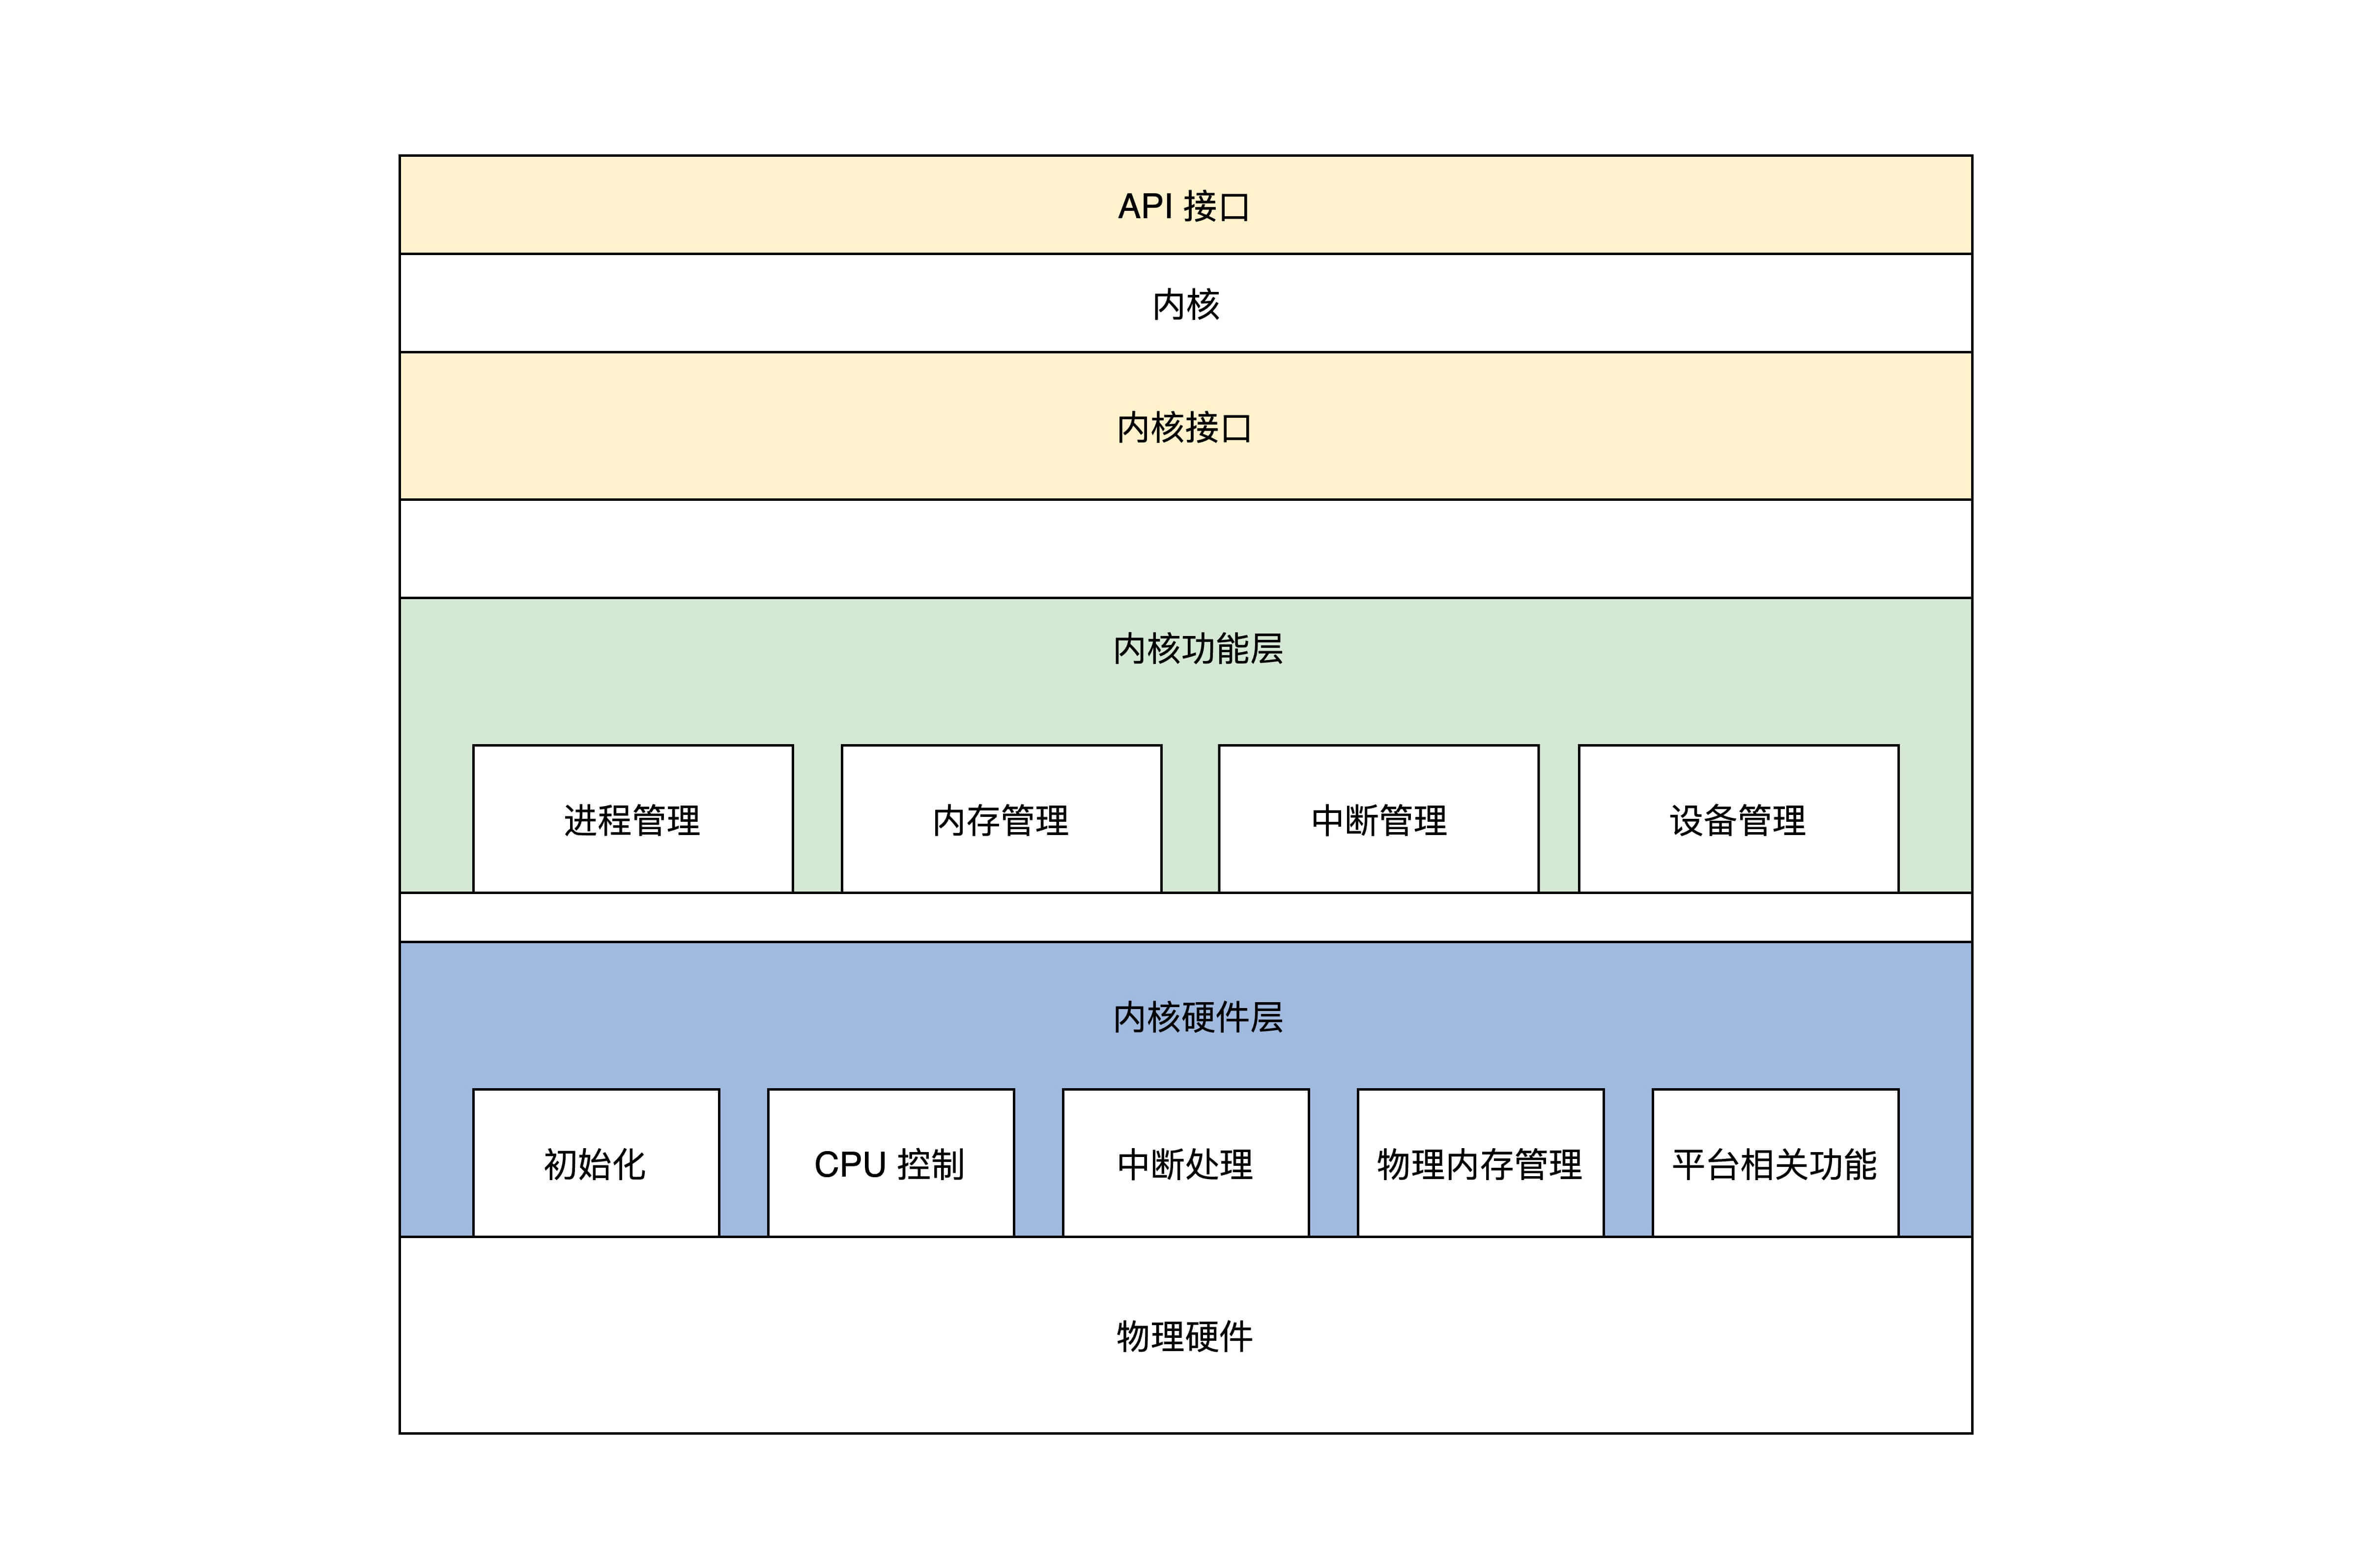 API 接口
内核
内核接口
内核功能层
进程管理
内存管理
中断管理
设备管理
内核硬件层
初始化
CPU 控制
中断处理
物理内存管理
平台相关功能
物理硬件